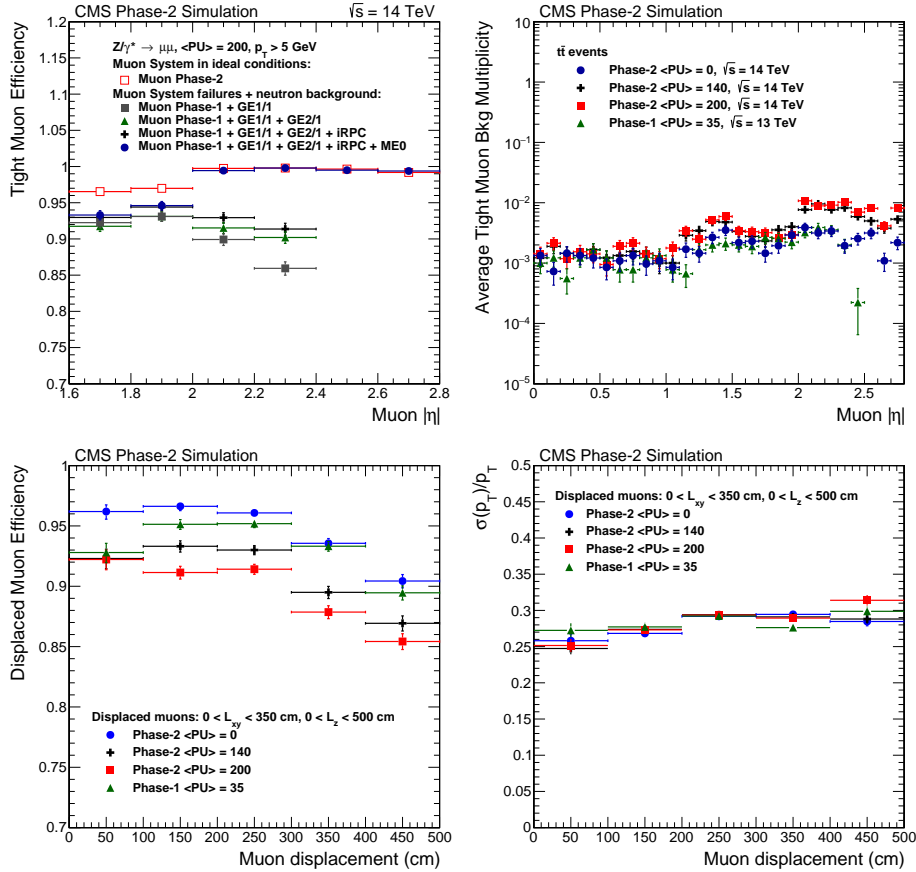 CMS Phase-2 Simulation √s = 14 TeV
Tight Muon Efficiency
1.2
1.15
1.1
1.05
1
0.95
0.9
0.85
0.8
0.75
0.7
Z/γ* → μμ, <PU> = 200, p_T > 5 GeV
Muon System in ideal conditions:
Muon Phase-2
Muon System failures + neutron background:
Muon Phase-1 + GE1/1
Muon Phase-1 + GE1/1 + GE2/1
Muon Phase-1 + GE1/1 + GE2/1 + iRPC
Muon Phase-1 + GE1/1 + GE2/1 + iRPC + ME0
1.6 1.8 2 2.2 2.4 2.6 2.8
Muon |η|
CMS Phase-2 Simulation
Average Tight Muon Bkg Multiplicity
10
1
10⁻¹
10⁻²
10⁻³
10⁻⁴
10⁻⁵
tt̄ events
Phase-2 <PU> = 0, √s = 14 TeV
Phase-2 <PU> = 140, √s = 14 TeV
Phase-2 <PU> = 200, √s = 14 TeV
Phase-1 <PU> = 35, √s = 13 TeV
0 0.5 1 1.5 2 2.5
Muon |η|
CMS Phase-2 Simulation
Displaced Muon Efficiency
1
0.95
0.9
0.85
0.8
0.75
0.7
Displaced muons: 0 < L_xy < 350 cm, 0 < L_z < 500 cm
Phase-2 <PU> = 0
Phase-2 <PU> = 140
Phase-2 <PU> = 200
Phase-1 <PU> = 35
0 50 100 150 200 250 300 350 400 450 500
Muon displacement (cm)
CMS Phase-2 Simulation
σ(p_T)/p_T
0.5
0.45
0.4
0.35
0.3
0.25
0.2
0.15
0.1
0.05
0
Displaced muons: 0 < L_xy < 350 cm, 0 < L_z < 500 cm
Phase-2 <PU> = 0
Phase-2 <PU> = 140
Phase-2 <PU> = 200
Phase-1 <PU> = 35
0 50 100 150 200 250 300 350 400 450 500
Muon displacement (cm)